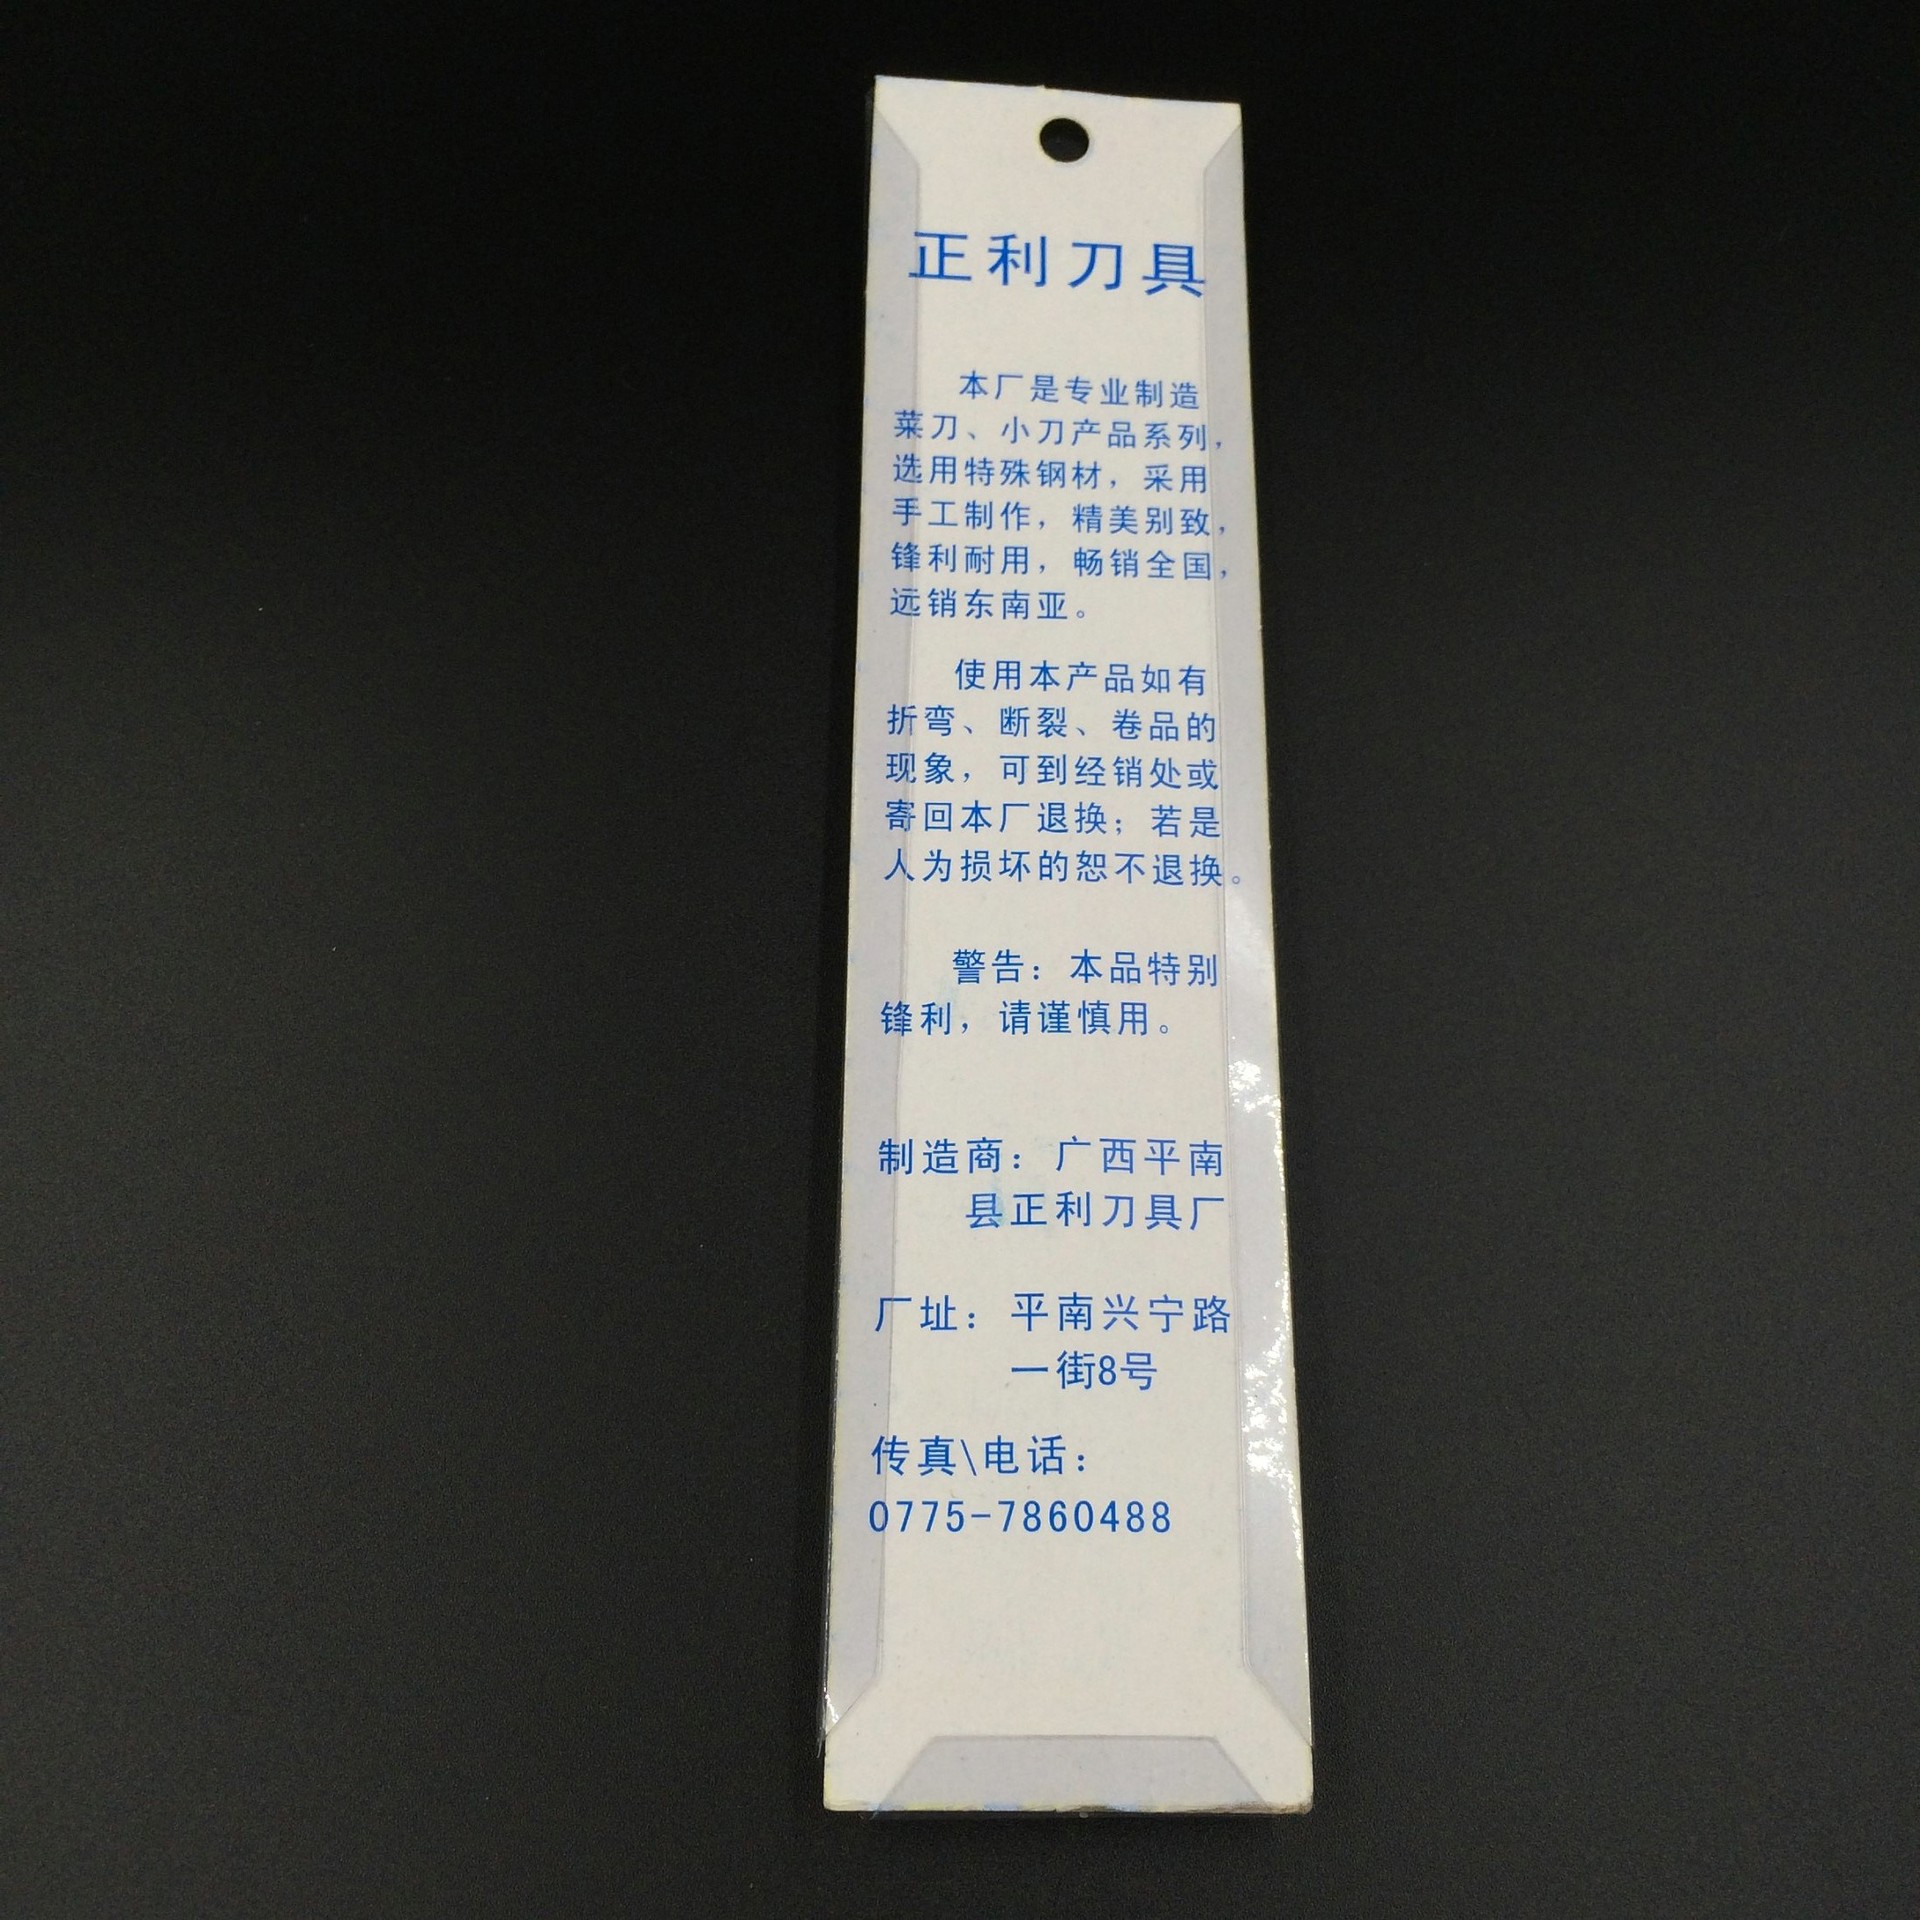 正利刀具
本厂是专业制造
菜刀、小刀产品系列，
选用特殊钢材，采用
手工制作，精美别致，
锋利耐用，畅销全国，
远销东南亚。
使用本产品如有
折弯、断裂、卷品的
现象，可到经销处或
寄回本厂退换；若是
人为损坏的恕不退换。
警告：本品特别
锋利，请谨慎用。
制造商：广西平南
县正利刀具厂
厂址：平南兴宁路
一街8号
传真\电话：
0775-7860488